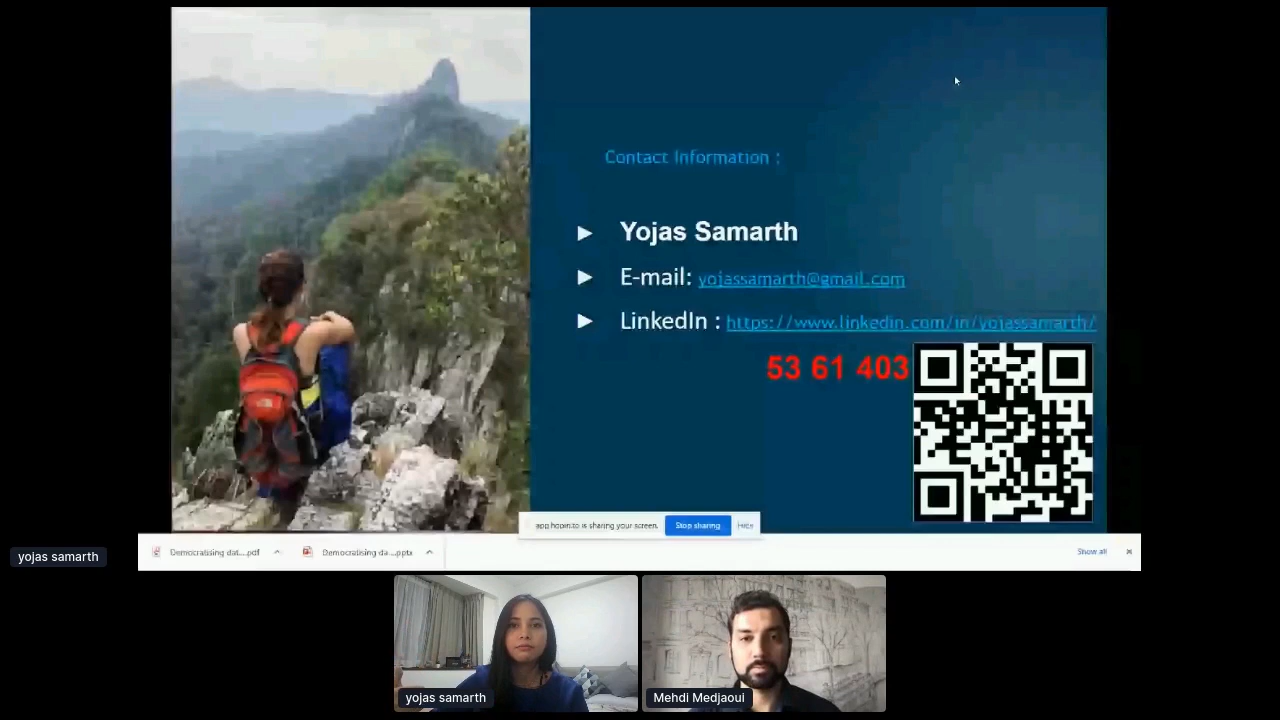 Contact Information :
► Yojas Samarth
► E-mail: yojassamarth@gmail.com
► LinkedIn : https://www.linkedin.com/in/yojassamarth/
53 61 403
app.hopin.to is sharing your screen.
Stop sharing
Hide
Democratising dat....pdf
Democratising da....pptx
Show all
yojas samarth
yojas samarth
Mehdi Medjaoui